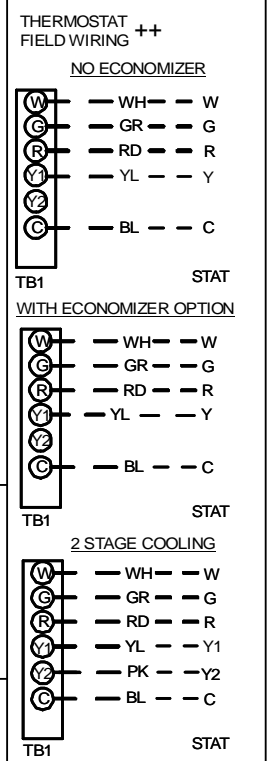 THERMOSTAT
FIELD WIRING ++
NO ECONOMIZER
W WH W
G GR G
R RD R
Y1 YL Y
Y2
C BL C
TB1 STAT
WITH ECONOMIZER OPTION
W WH W
G GR G
R RD R
Y1 YL Y
Y2
C BL C
TB1 STAT
2 STAGE COOLING
W WH W
G GR G
R RD R
Y1 YL Y1
Y2 PK Y2
C BL C
TB1 STAT